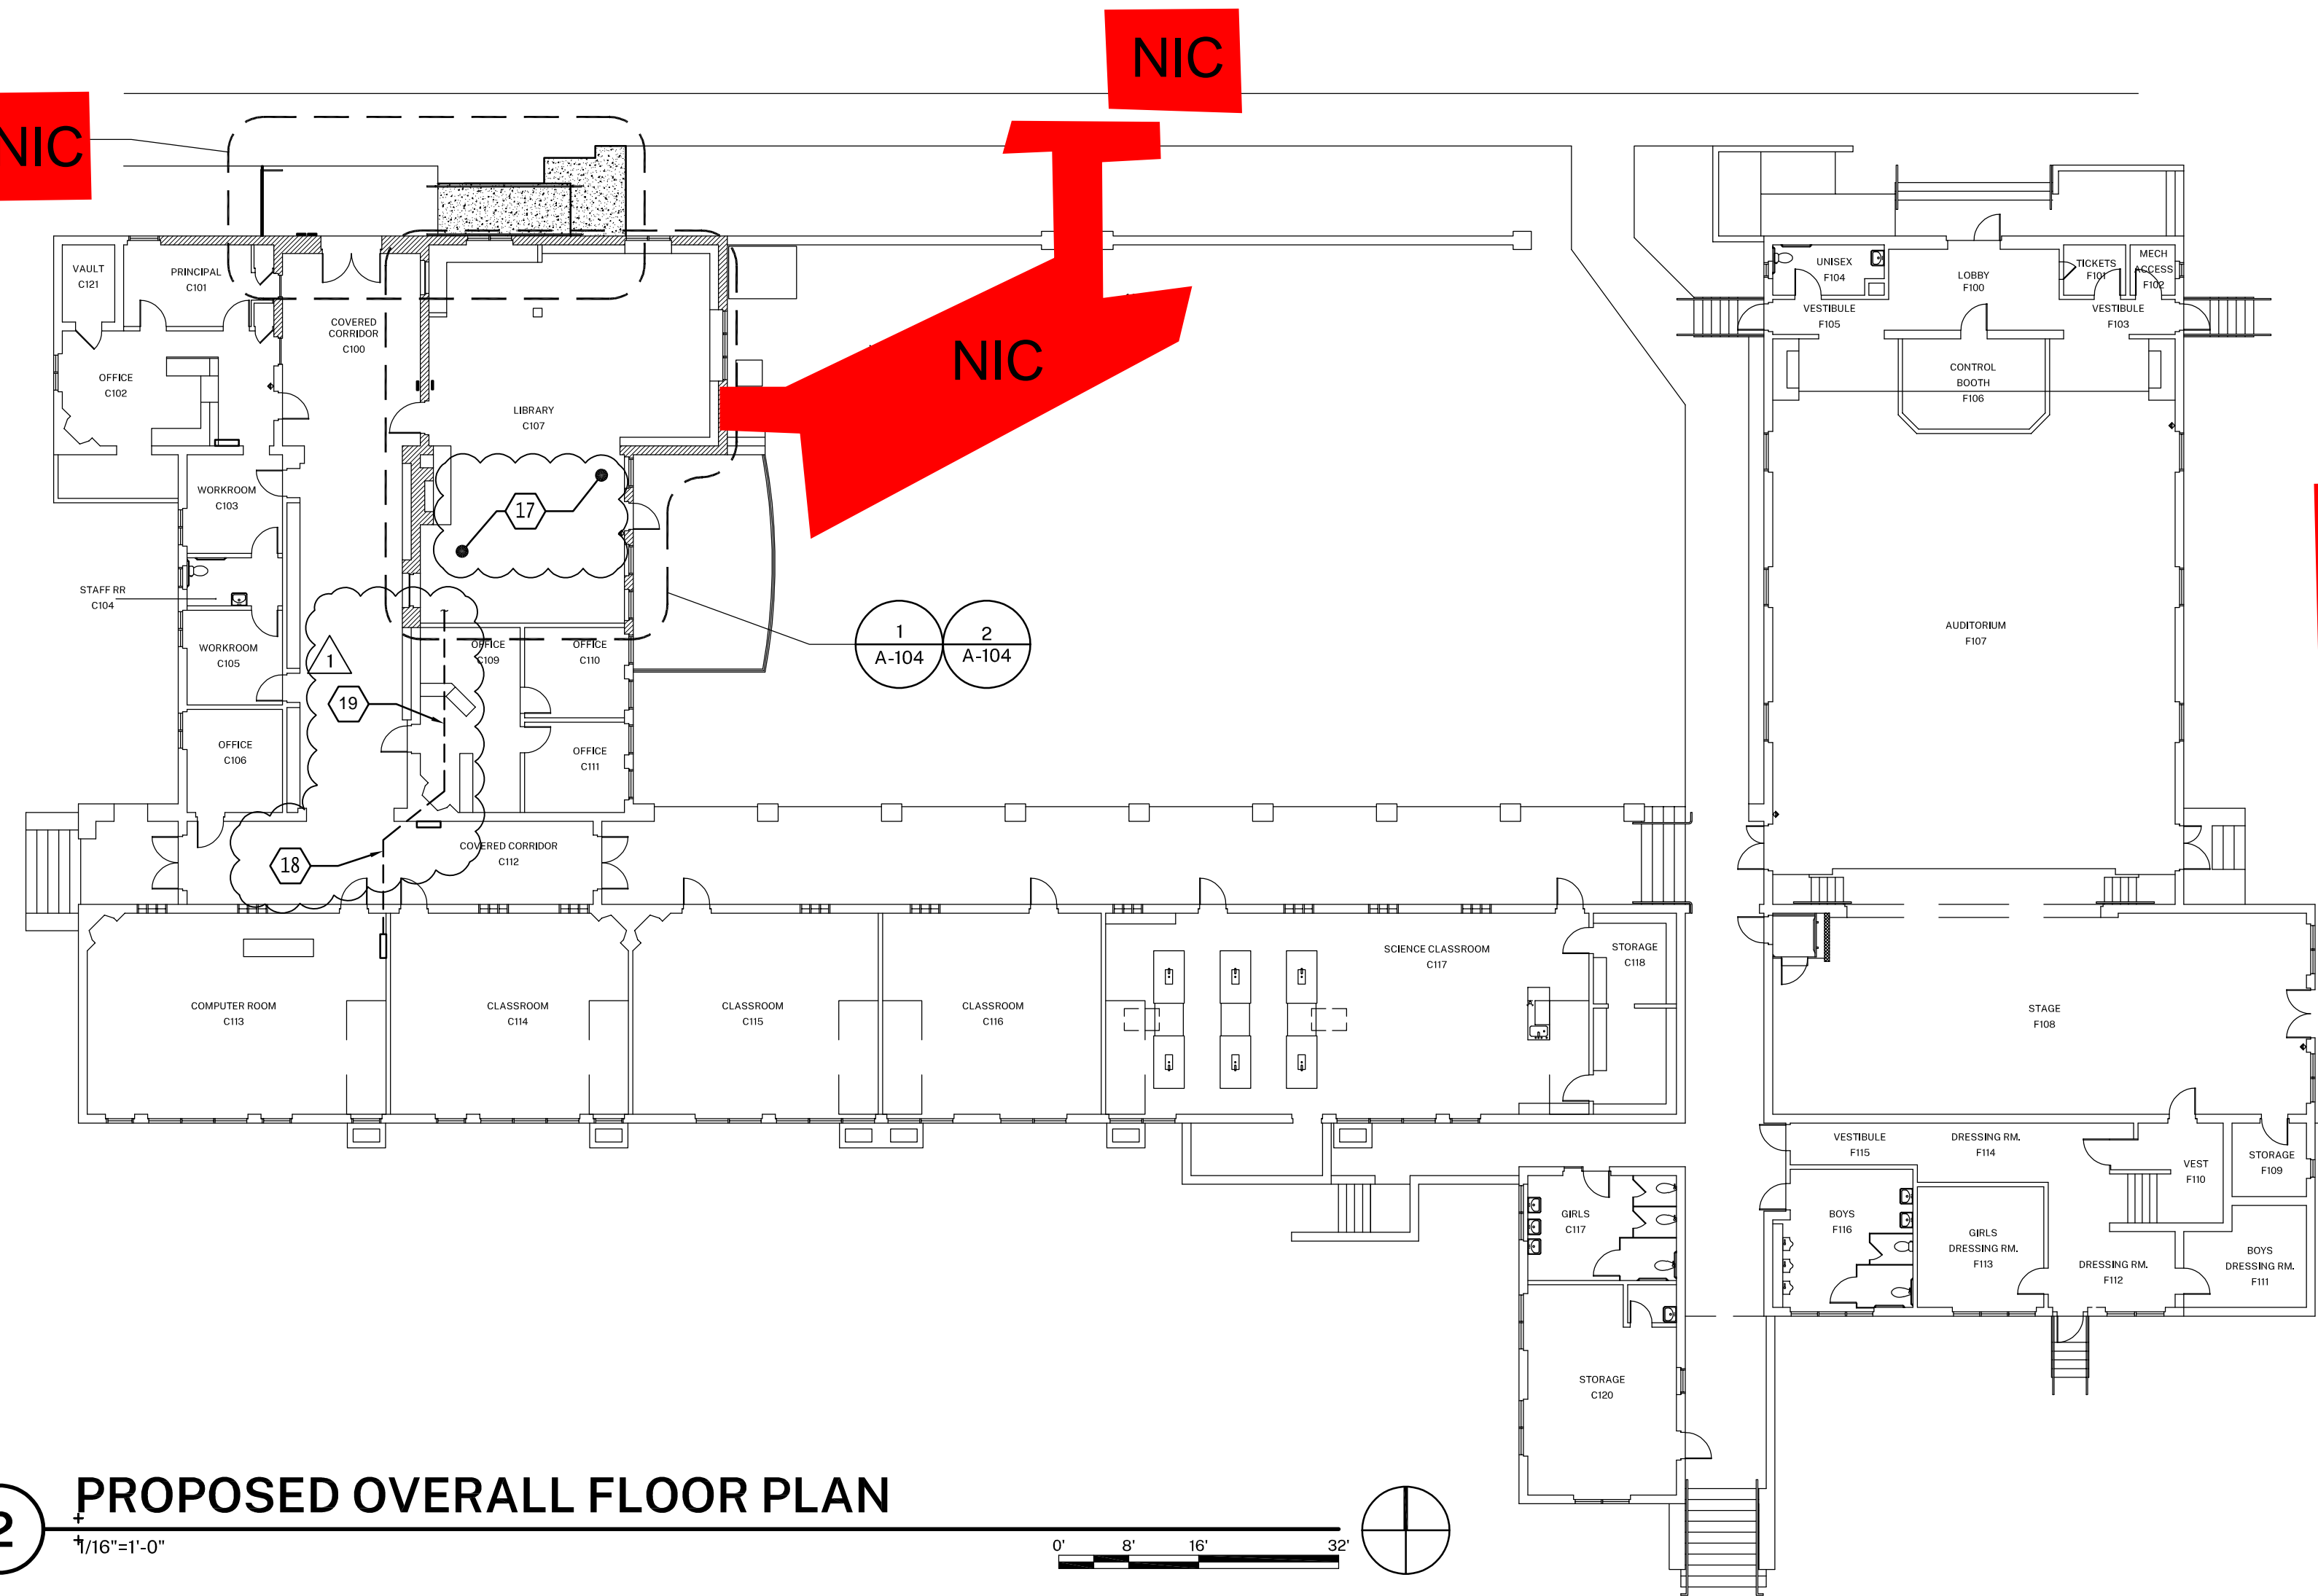 NIC
NIC
NIC
VAULT
C121
PRINCIPAL
C101
COVERED
CORRIDOR
C100
OFFICE
C102
LIBRARY
C107
WORKROOM
C103
17
STAFF RR
C104
WORKROOM
C105
1
19
OFFICE
C109
OFFICE
C110
OFFICE
C106
OFFICE
C111
18
COVERED CORRIDOR
C112
1
A-104
2
A-104
COMPUTER ROOM
C113
CLASSROOM
C114
CLASSROOM
C115
CLASSROOM
C116
SCIENCE CLASSROOM
C117
STORAGE
C118
GIRLS
C117
STORAGE
C120
UNISEX
F104
LOBBY
F100
TICKETS
F101
MECH
ACCESS
F102
VESTIBULE
F105
VESTIBULE
F103
CONTROL
BOOTH
F106
AUDITORIUM
F107
STAGE
F108
VESTIBULE
F115
DRESSING RM.
F114
VEST
F110
STORAGE
F109
BOYS
F116
GIRLS
DRESSING RM.
F113
DRESSING RM.
F112
BOYS
DRESSING RM.
F111
2
PROPOSED OVERALL FLOOR PLAN
1/16"=1'-0"
0' 8' 16' 32'